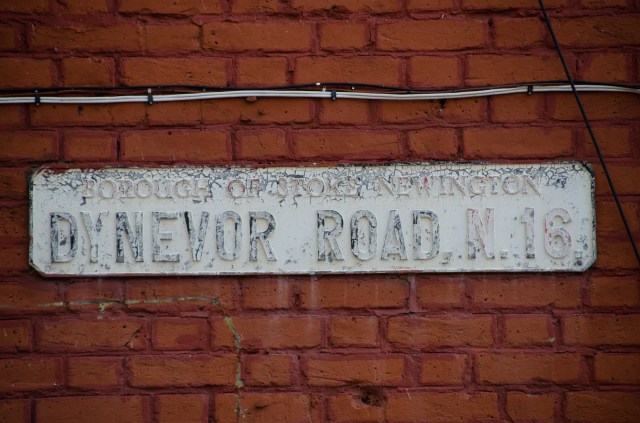 BOROUGH OF STOKE NEWINGTON
DYNEVOR ROAD, N. 16.